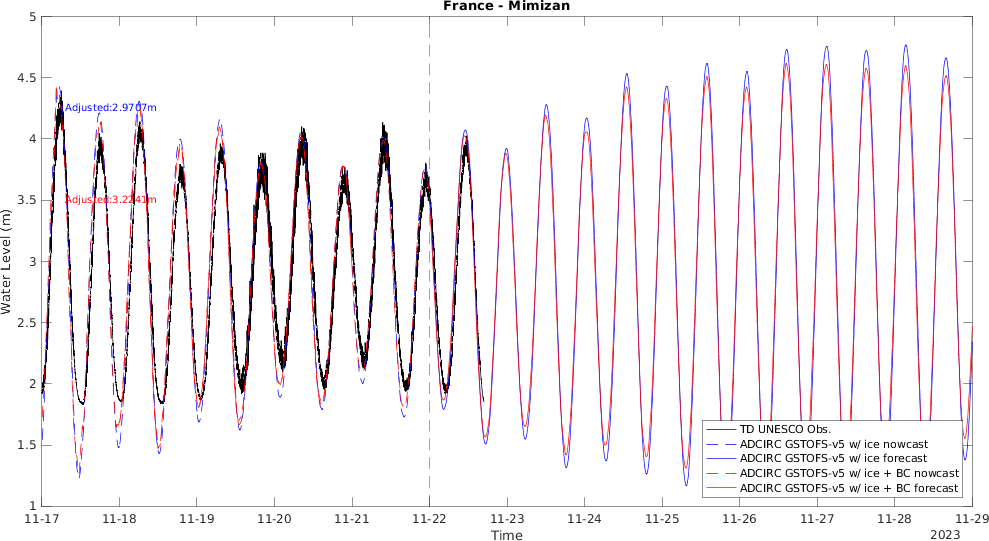 France - Mimizan
5
4.5
4
3.5
3
2.5
2
1.5
1
Water Level (m)
Adjusted:2.9767m
Adjusted:3.2241m
TD UNESCO Obs.
ADCIRC GSTOFS-v5 w/ ice nowcast
ADCIRC GSTOFS-v5 w/ ice forecast
ADCIRC GSTOFS-v5 w/ ice + BC nowcast
ADCIRC GSTOFS-v5 w/ ice + BC forecast
11-17 11-18 11-19 11-20 11-21 11-22 11-23 11-24 11-25 11-26 11-27 11-28 11-29
Time
2023